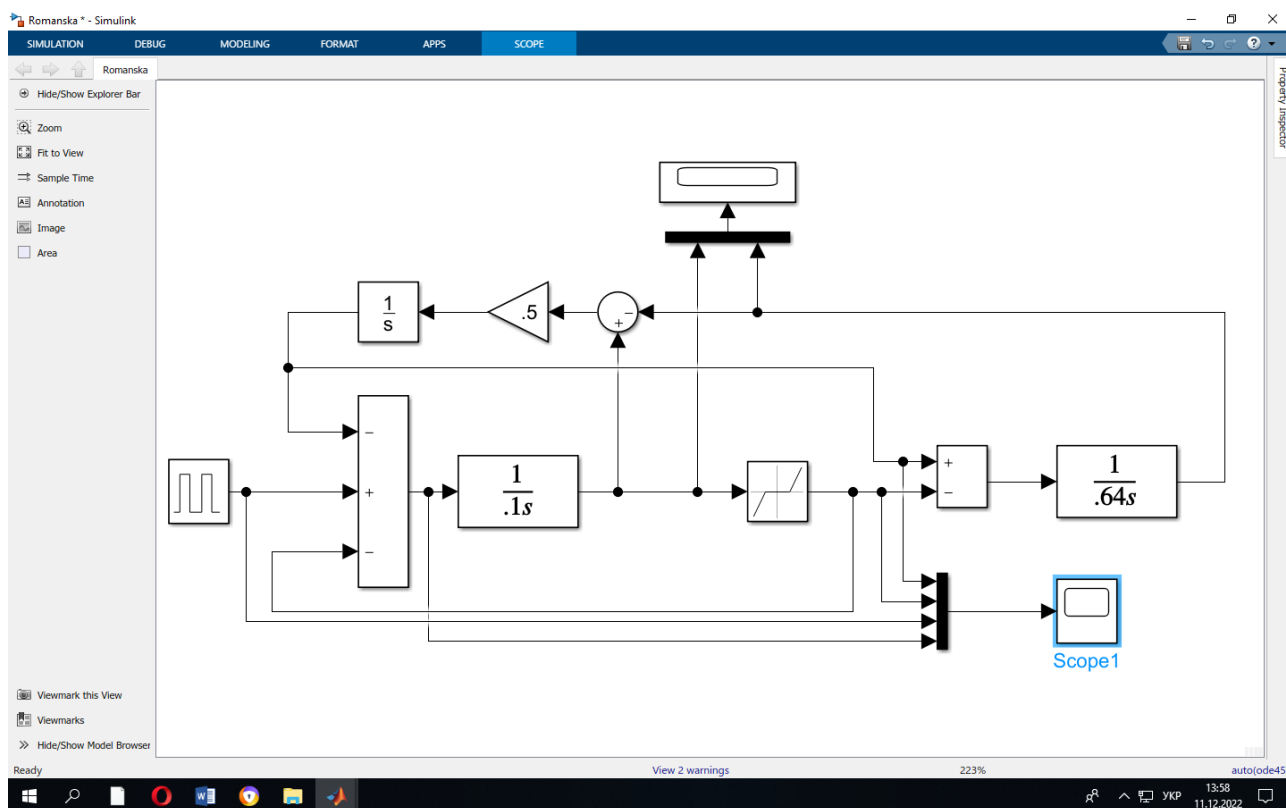 Romanska * - Simulink
SIMULATION DEBUG MODELING FORMAT APPS SCOPE
?
Romanska
Hide/Show Explorer Bar
Zoom
Fit to View
Sample Time
Annotation
Image
Area
Property Inspector
1
s
.5
−
+
−
+
−
1
.1s
+
−
1
.64s
Scope1
Viewmark this View
Viewmarks
Hide/Show Model Browser
Ready View 2 warnings 223% auto(ode45
УКР 13:58
11.12.2022